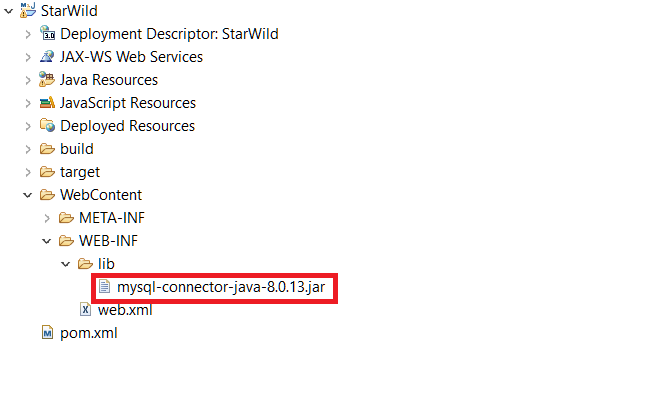 StarWild
Deployment Descriptor: StarWild
JAX-WS Web Services
Java Resources
JavaScript Resources
Deployed Resources
build
target
WebContent
META-INF
WEB-INF
lib
mysql-connector-java-8.0.13.jar
web.xml
pom.xml